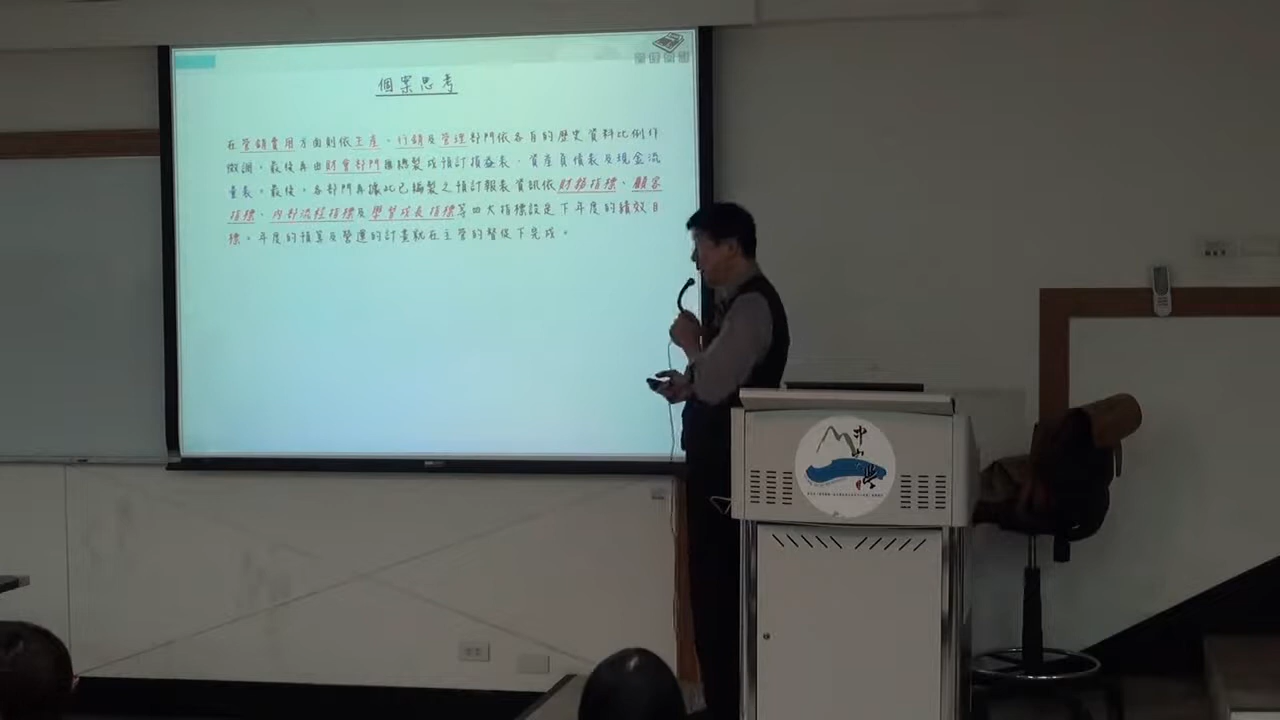 個案思考
在管銷費用方面則依生產、行銷及管理部門依各自的歷史資料比例作
微調。最後再由財會部門彙總製成預計損益表、資產負債表及現金流
量表。最後，各部門再據此已編製之預計報表資訊依財務指標、顧客
指標、內部流程指標及學習成長指標等四大指標設定下年度的績效目
標。年度的預算及營運的計畫就在主管的督促下完成。
中山